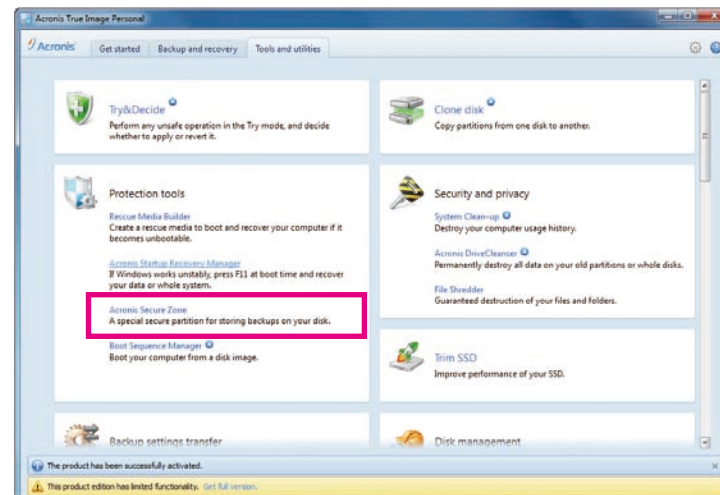 Acronis True Image Personal
Acronis
Get started
Backup and recovery
Tools and utilities
Try&Decide
Perform any unsafe operation in the Try mode, and decide
whether to apply or revert it.
Clone disk
Copy partitions from one disk to another.
Protection tools
Rescue Media Builder
Create a rescue media to boot and recover your computer if it
becomes unbootable.
Acronis Startup Recovery Manager
If Windows works unstably, press F11 at boot time and recover
your data or whole system.
Acronis Secure Zone
A special secure partition for storing backups on your disk.
Boot Sequence Manager
Boot your computer from a disk image.
Security and privacy
System Clean-up
Destroy your computer usage history.
Acronis DriveCleanser
Permanently destroy all data on your old partitions or whole disks.
File Shredder
Guaranteed destruction of your files and folders.
Trim SSD
Improve performance of your SSD.
Backup settings transfer
Disk management
The product has been successfully activated.
This product edition has limited functionality. Get full version.